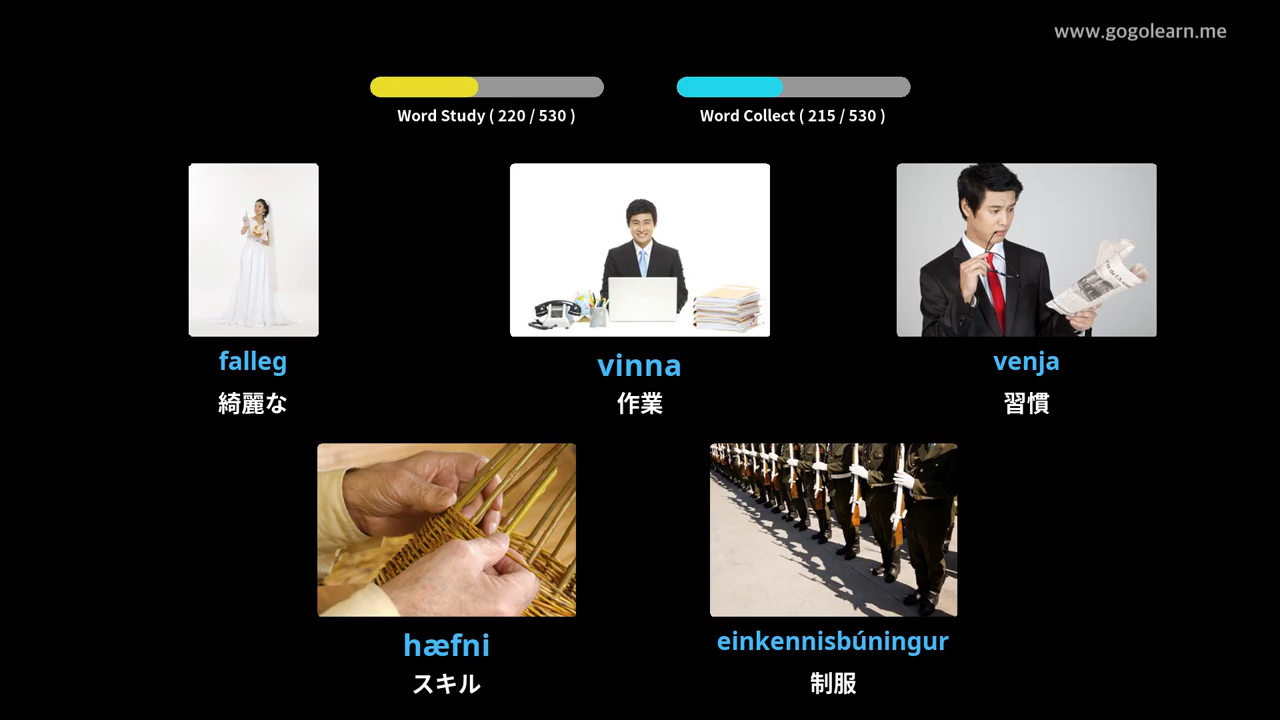 www.gogolearn.me
Word Study ( 220 / 530 )
Word Collect ( 215 / 530 )
falleg
綺麗な
vinna
作業
venja
習慣
hæfni
スキル
einkennisbúningur
制服